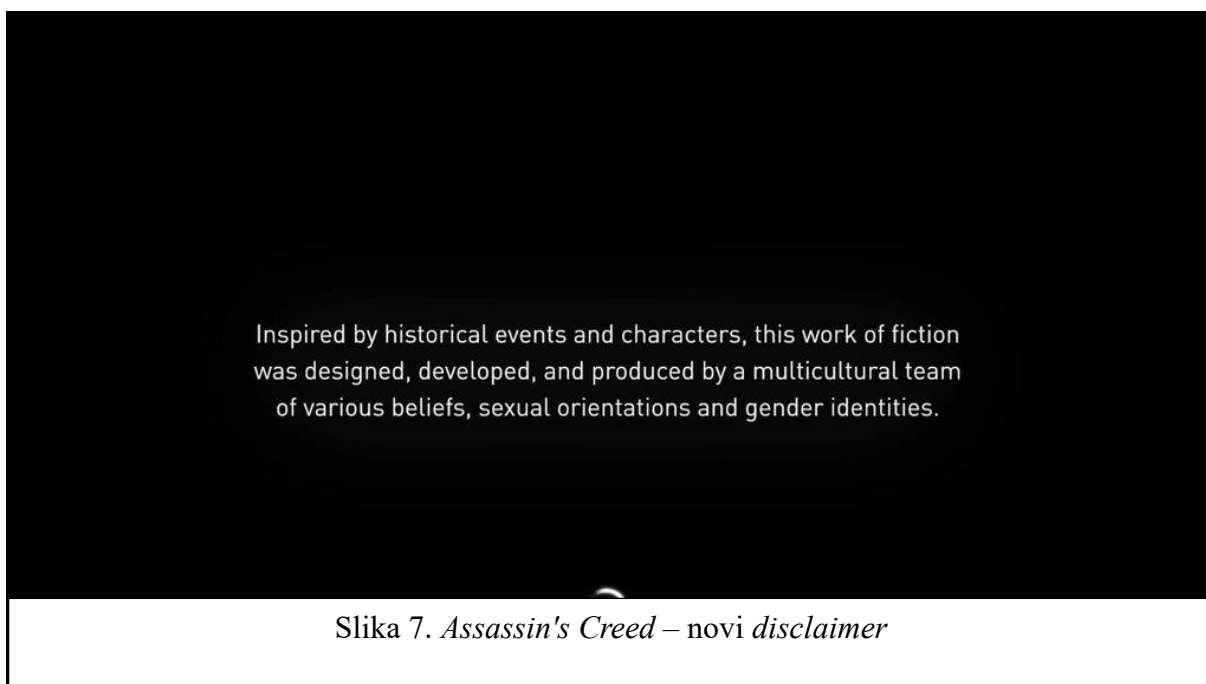 Inspired by historical events and characters, this work of fiction
was designed, developed, and produced by a multicultural team
of various beliefs, sexual orientations and gender identities.
Slika 7. Assassin's Creed – novi disclaimer